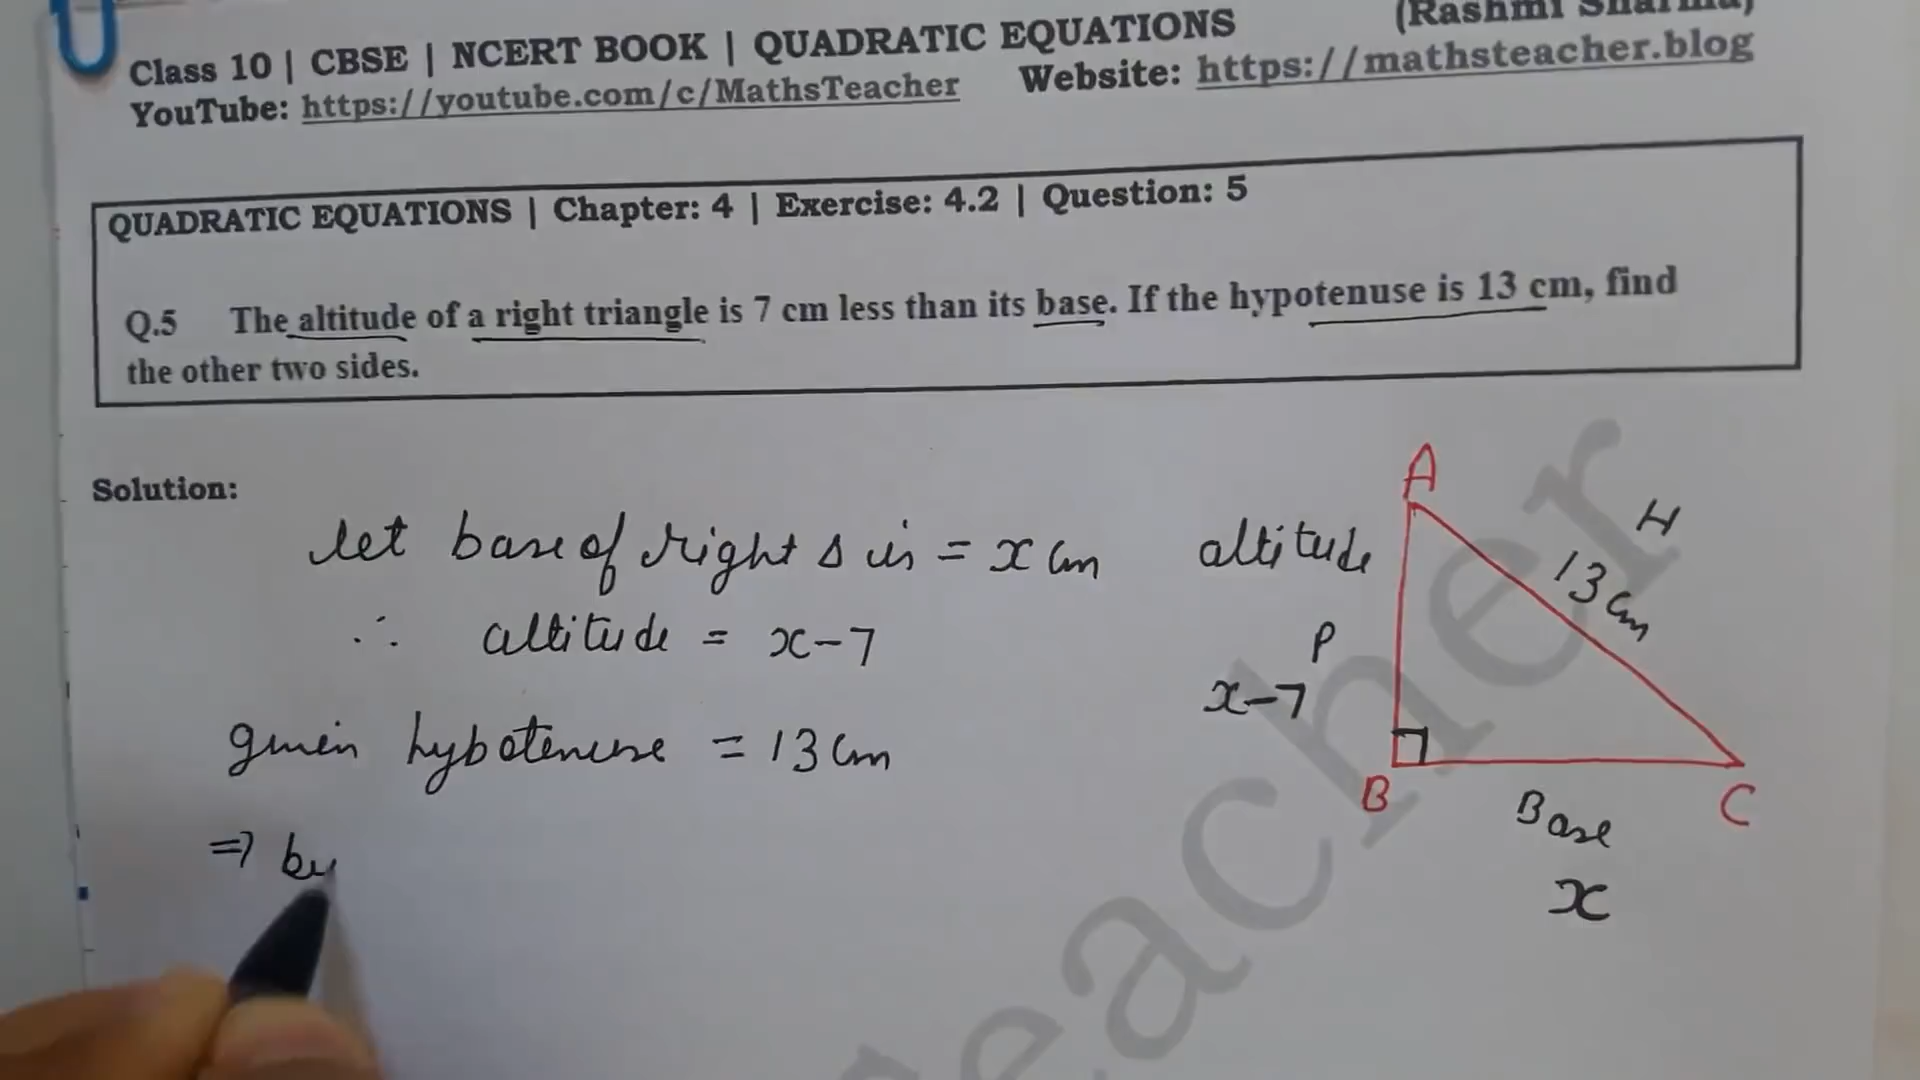 (Rashmi Sharma)
Class 10 | CBSE | NCERT BOOK | QUADRATIC EQUATIONS
YouTube: https://youtube.com/c/MathsTeacher Website: https://mathsteacher.blog
QUADRATIC EQUATIONS | Chapter: 4 | Exercise: 4.2 | Question: 5
Q.5 The altitude of a right triangle is 7 cm less than its base. If the hypotenuse is 13 cm, find
the other two sides.
Solution:
let base of right Δ is = x cm
∴ altitude = x-7
given hypotenuse = 13 cm
⇒ by
A
altitude
H
13 cm
P
x-7
B
C
Base
x
eacher